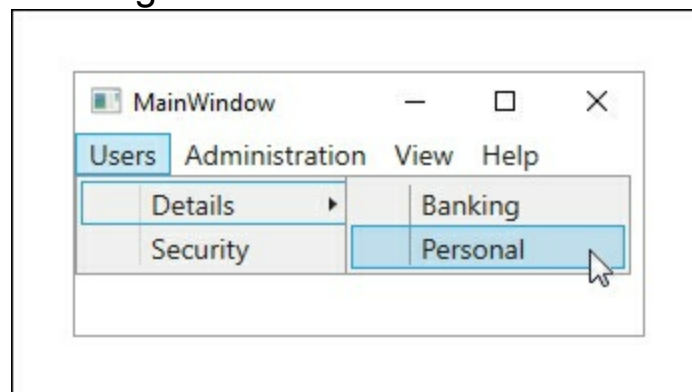 MainWindow
Users Administration View Help
Details Banking
Security Personal